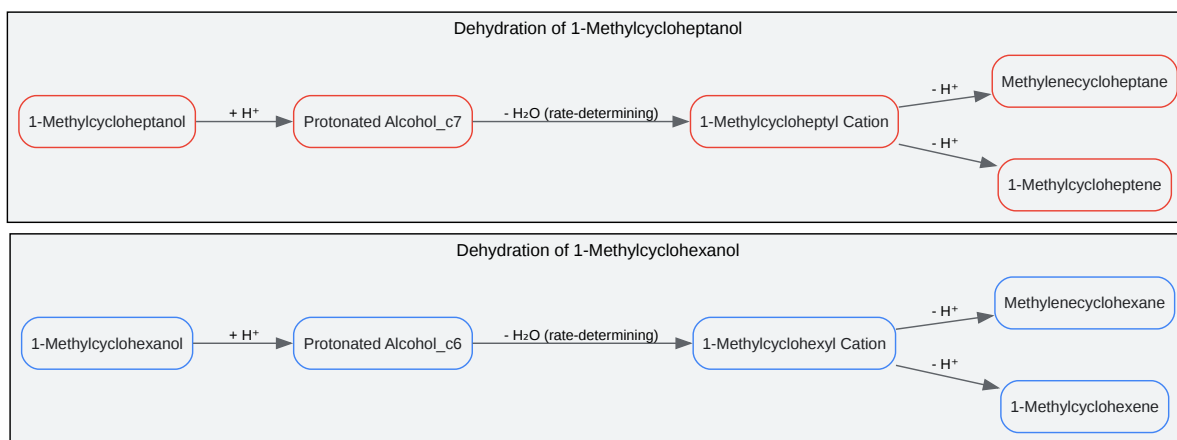 Dehydration of 1-Methylcycloheptanol
1-Methylcycloheptanol
+ H⁺
Protonated Alcohol_c7
- H₂O (rate-determining)
1-Methylcycloheptyl Cation
- H⁺
Methylenecycloheptane
- H⁺
1-Methylcycloheptene
Dehydration of 1-Methylcyclohexanol
1-Methylcyclohexanol
+ H⁺
Protonated Alcohol_c6
- H₂O (rate-determining)
1-Methylcyclohexyl Cation
- H⁺
Methylenecyclohexane
- H⁺
1-Methylcyclohexene